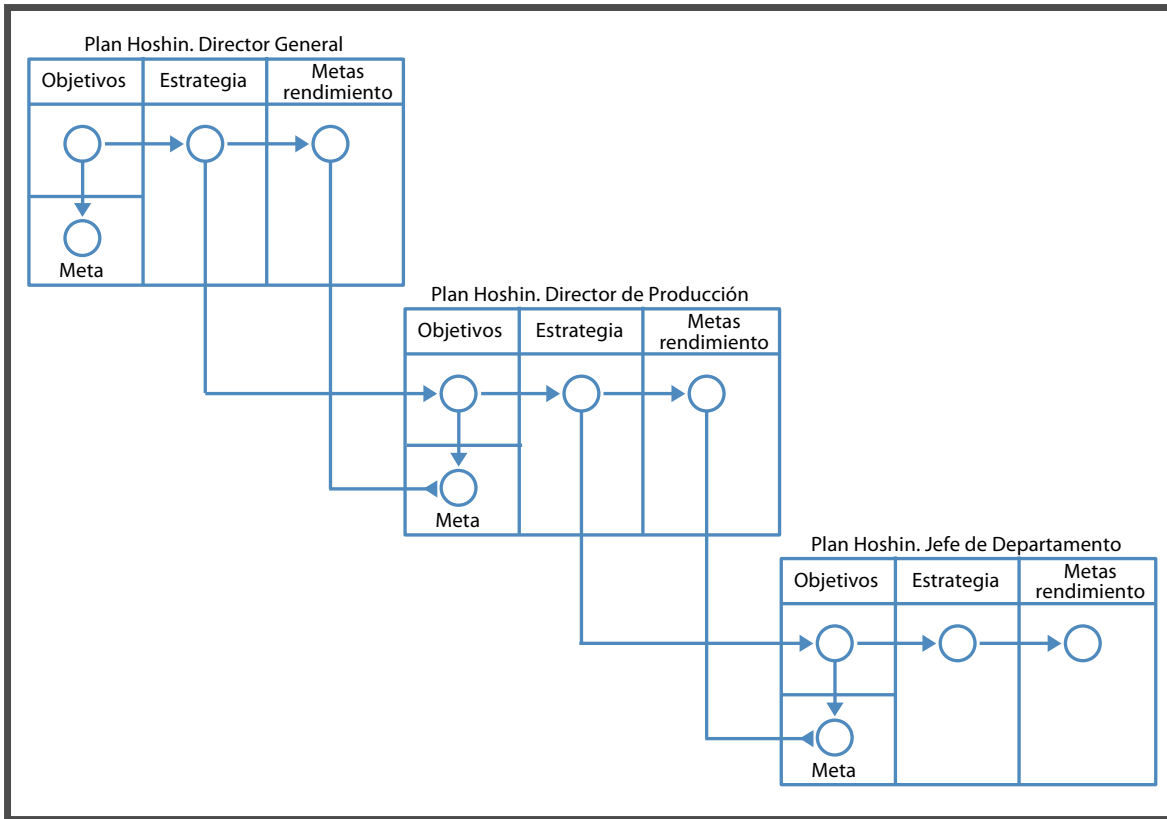 Plan Hoshin. Director General
Objetivos
Estrategia
Metas
rendimiento
Meta
Plan Hoshin. Director de Producción
Objetivos
Estrategia
Metas
rendimiento
Meta
Plan Hoshin. Jefe de Departamento
Objetivos
Estrategia
Metas
rendimiento
Meta